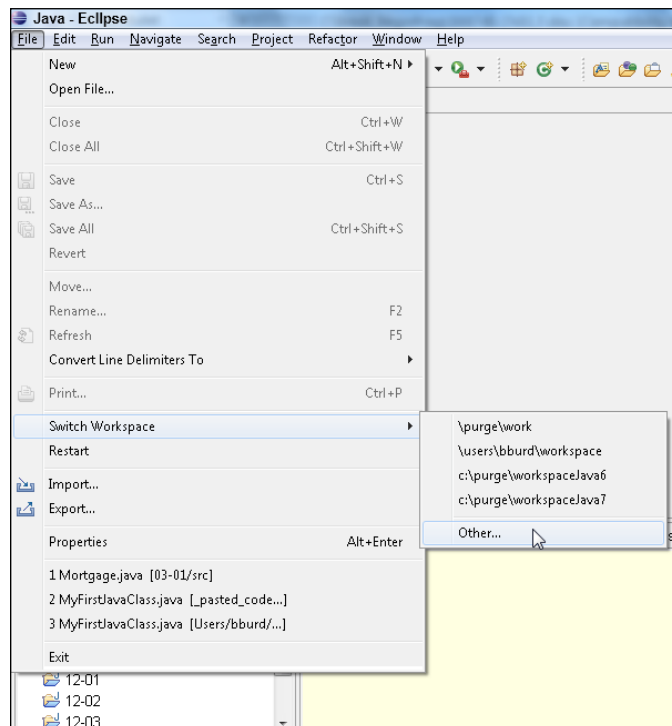 Java - Ecllpse
File Edit Run Navigate Search Project Refactor Window Help
New Alt+Shift+N
Open File...
Close Ctrl+W
Close All Ctrl+Shift+W
Save Ctrl+S
Save As...
Save All Ctrl+Shift+S
Revert
Move...
Rename... F2
Refresh F5
Convert Line Delimiters To
Print... Ctrl+P
Switch Workspace
\purge\work
Restart
\users\bburd\workspace
c:\purge\workspaceJava6
Import...
c:\purge\workspaceJava7
Export...
Other...
Properties Alt+Enter
1 Mortgage.java [03-01/src]
2 MyFirstJavaClass.java [_pasted_code...]
3 MyFirstJavaClass.java [Users/bburd/...]
Exit
12-01
12-02
12-03